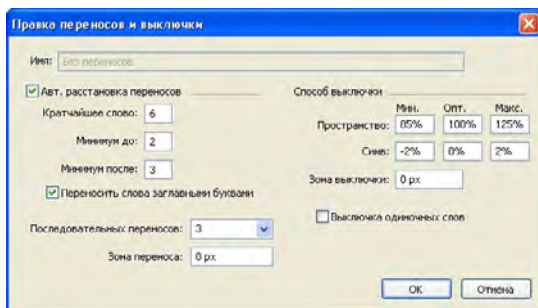 Правка переносов и выключки
Имя: Без переносов
Авт. расстановка переносов
Кратчайшее слово: 6
Минимум до: 2
Минимум после: 3
Переносить слова заглавными буквами
Последовательных переносов: 3
Зона переноса: 0 px
Способ выключки
Мин. Опт. Макс.
Пространство: 85% 100% 125%
Симв: -2% 0% 2%
Зона выключки: 0 px
Выключка одиночных слов
OK Отмена